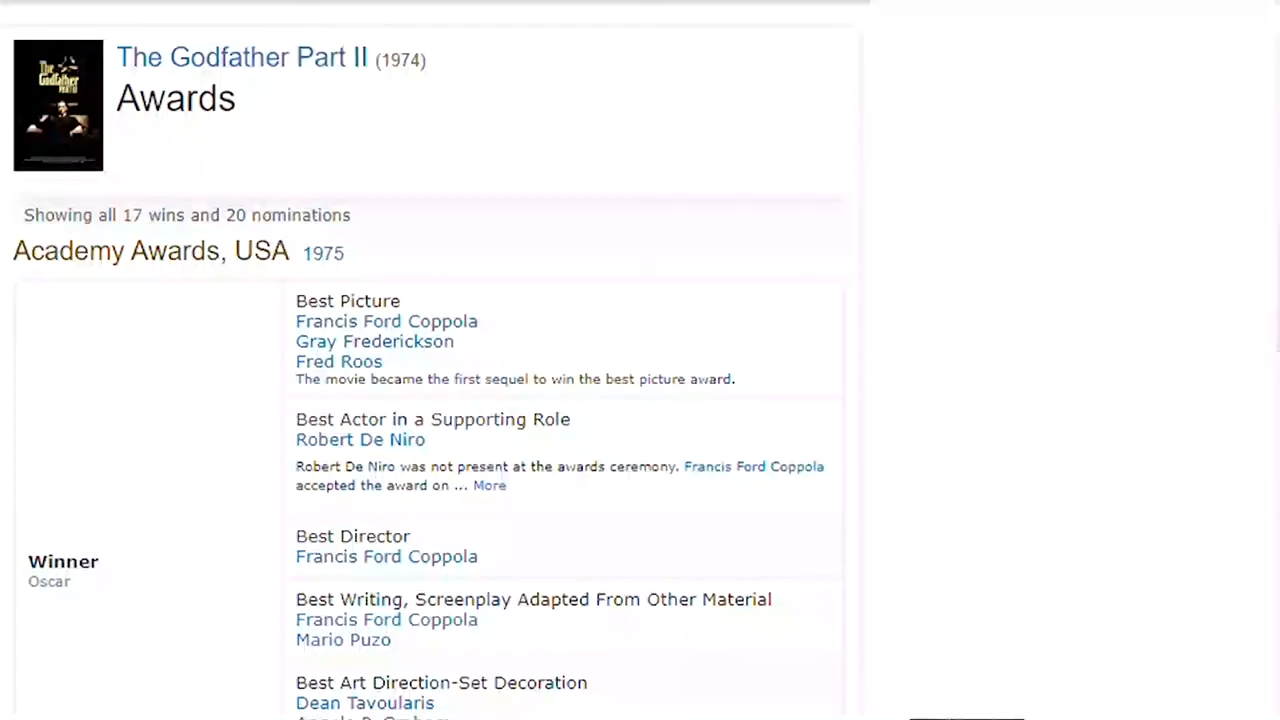 The Godfather Part II (1974)
Awards
The
Godfather
PART II
Showing all 17 wins and 20 nominations
Academy Awards, USA 1975
Best Picture
Francis Ford Coppola
Gray Frederickson
Fred Roos
The movie became the first sequel to win the best picture award.
Best Actor in a Supporting Role
Robert De Niro
Robert De Niro was not present at the awards ceremony. Francis Ford Coppola
accepted the award on ... More
Best Director
Francis Ford Coppola
Winner
Oscar
Best Writing, Screenplay Adapted From Other Material
Francis Ford Coppola
Mario Puzo
Best Art Direction-Set Decoration
Dean Tavoularis